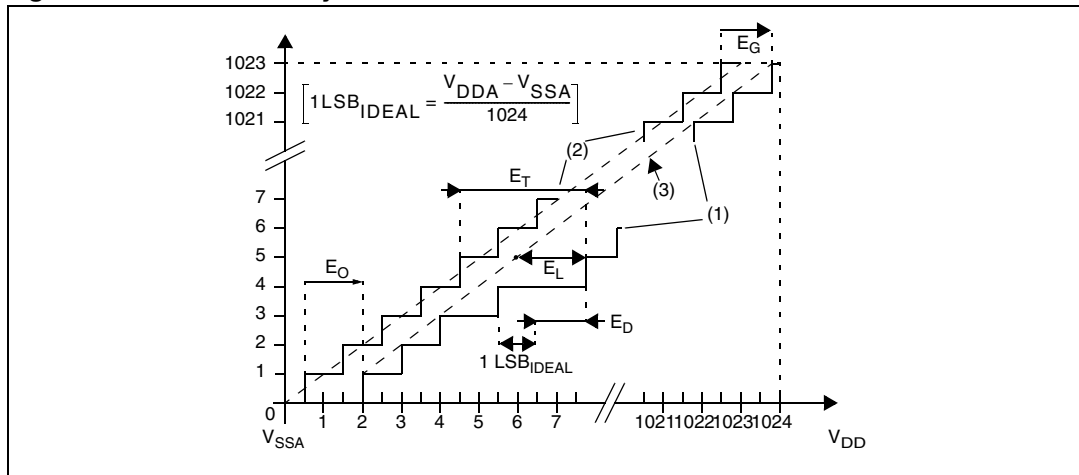 E_G
1023
1022
1021
[1LSB_IDEAL = (V_DDA – V_SSA) / 1024]
(2)
(3)
(1)
E_T
7
6
5
4
3
2
1
0
E_O
E_L
E_D
1 LSB_IDEAL
1 2 3 4 5 6 7 1021 1022 1023 1024
V_SSA
V_DD